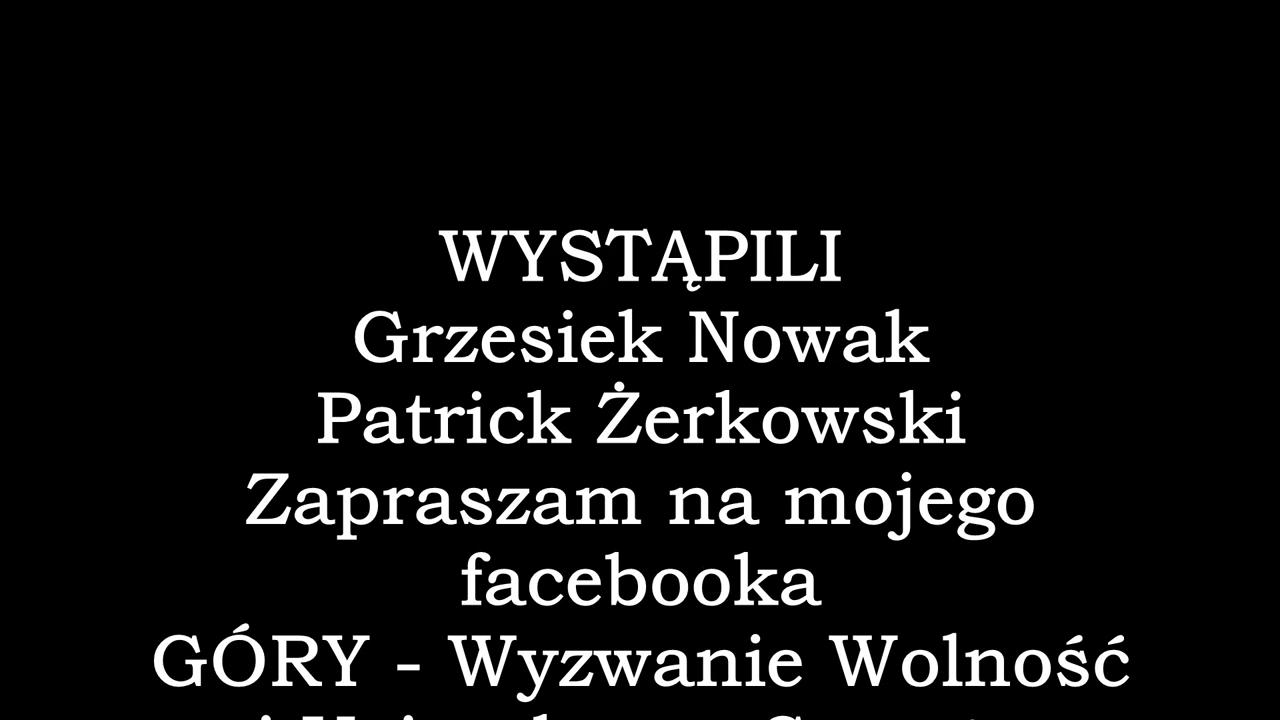 WYSTĄPILI
Grzesiek Nowak
Patrick Żerkowski
Zapraszam na mojego
facebooka
GÓRY - Wyzwanie Wolność
i